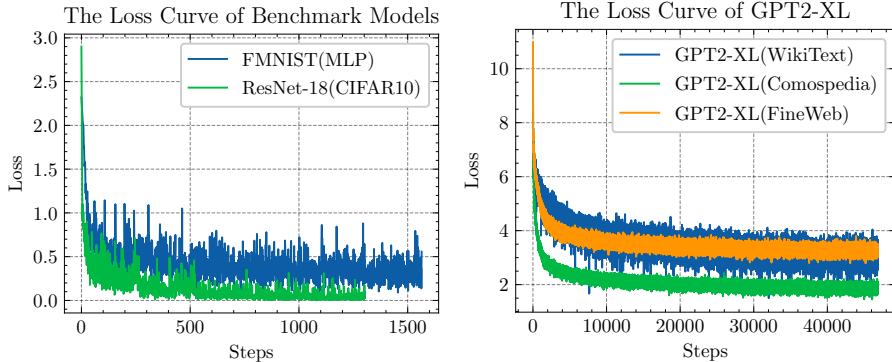 The Loss Curve of Benchmark Models
3.0
2.5
2.0
1.5
1.0
0.5
0.0
Loss
FMNIST(MLP)
ResNet-18(CIFAR10)
0
500
1000
1500
Steps
The Loss Curve of GPT2-XL
10
8
6
4
2
Loss
GPT2-XL(WikiText)
GPT2-XL(Comospedia)
GPT2-XL(FineWeb)
0
10000
20000
30000
40000
Steps